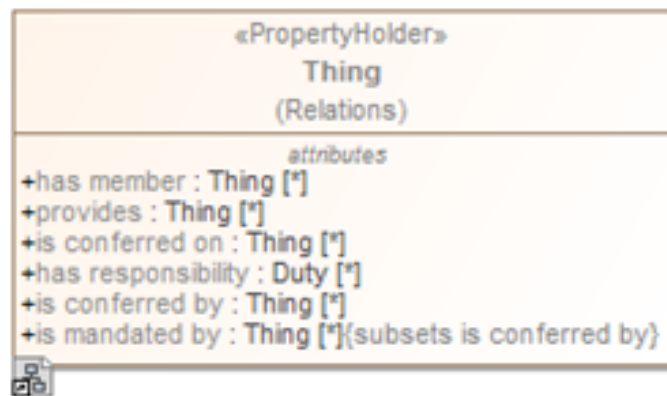 «PropertyHolder»
Thing
(Relations)
attributes
+has member : Thing [*]
+provides : Thing [*]
+is conferred on : Thing [*]
+has responsibility : Duty [*]
+is conferred by : Thing [*]
+is mandated by : Thing [*]{subsets is conferred by}